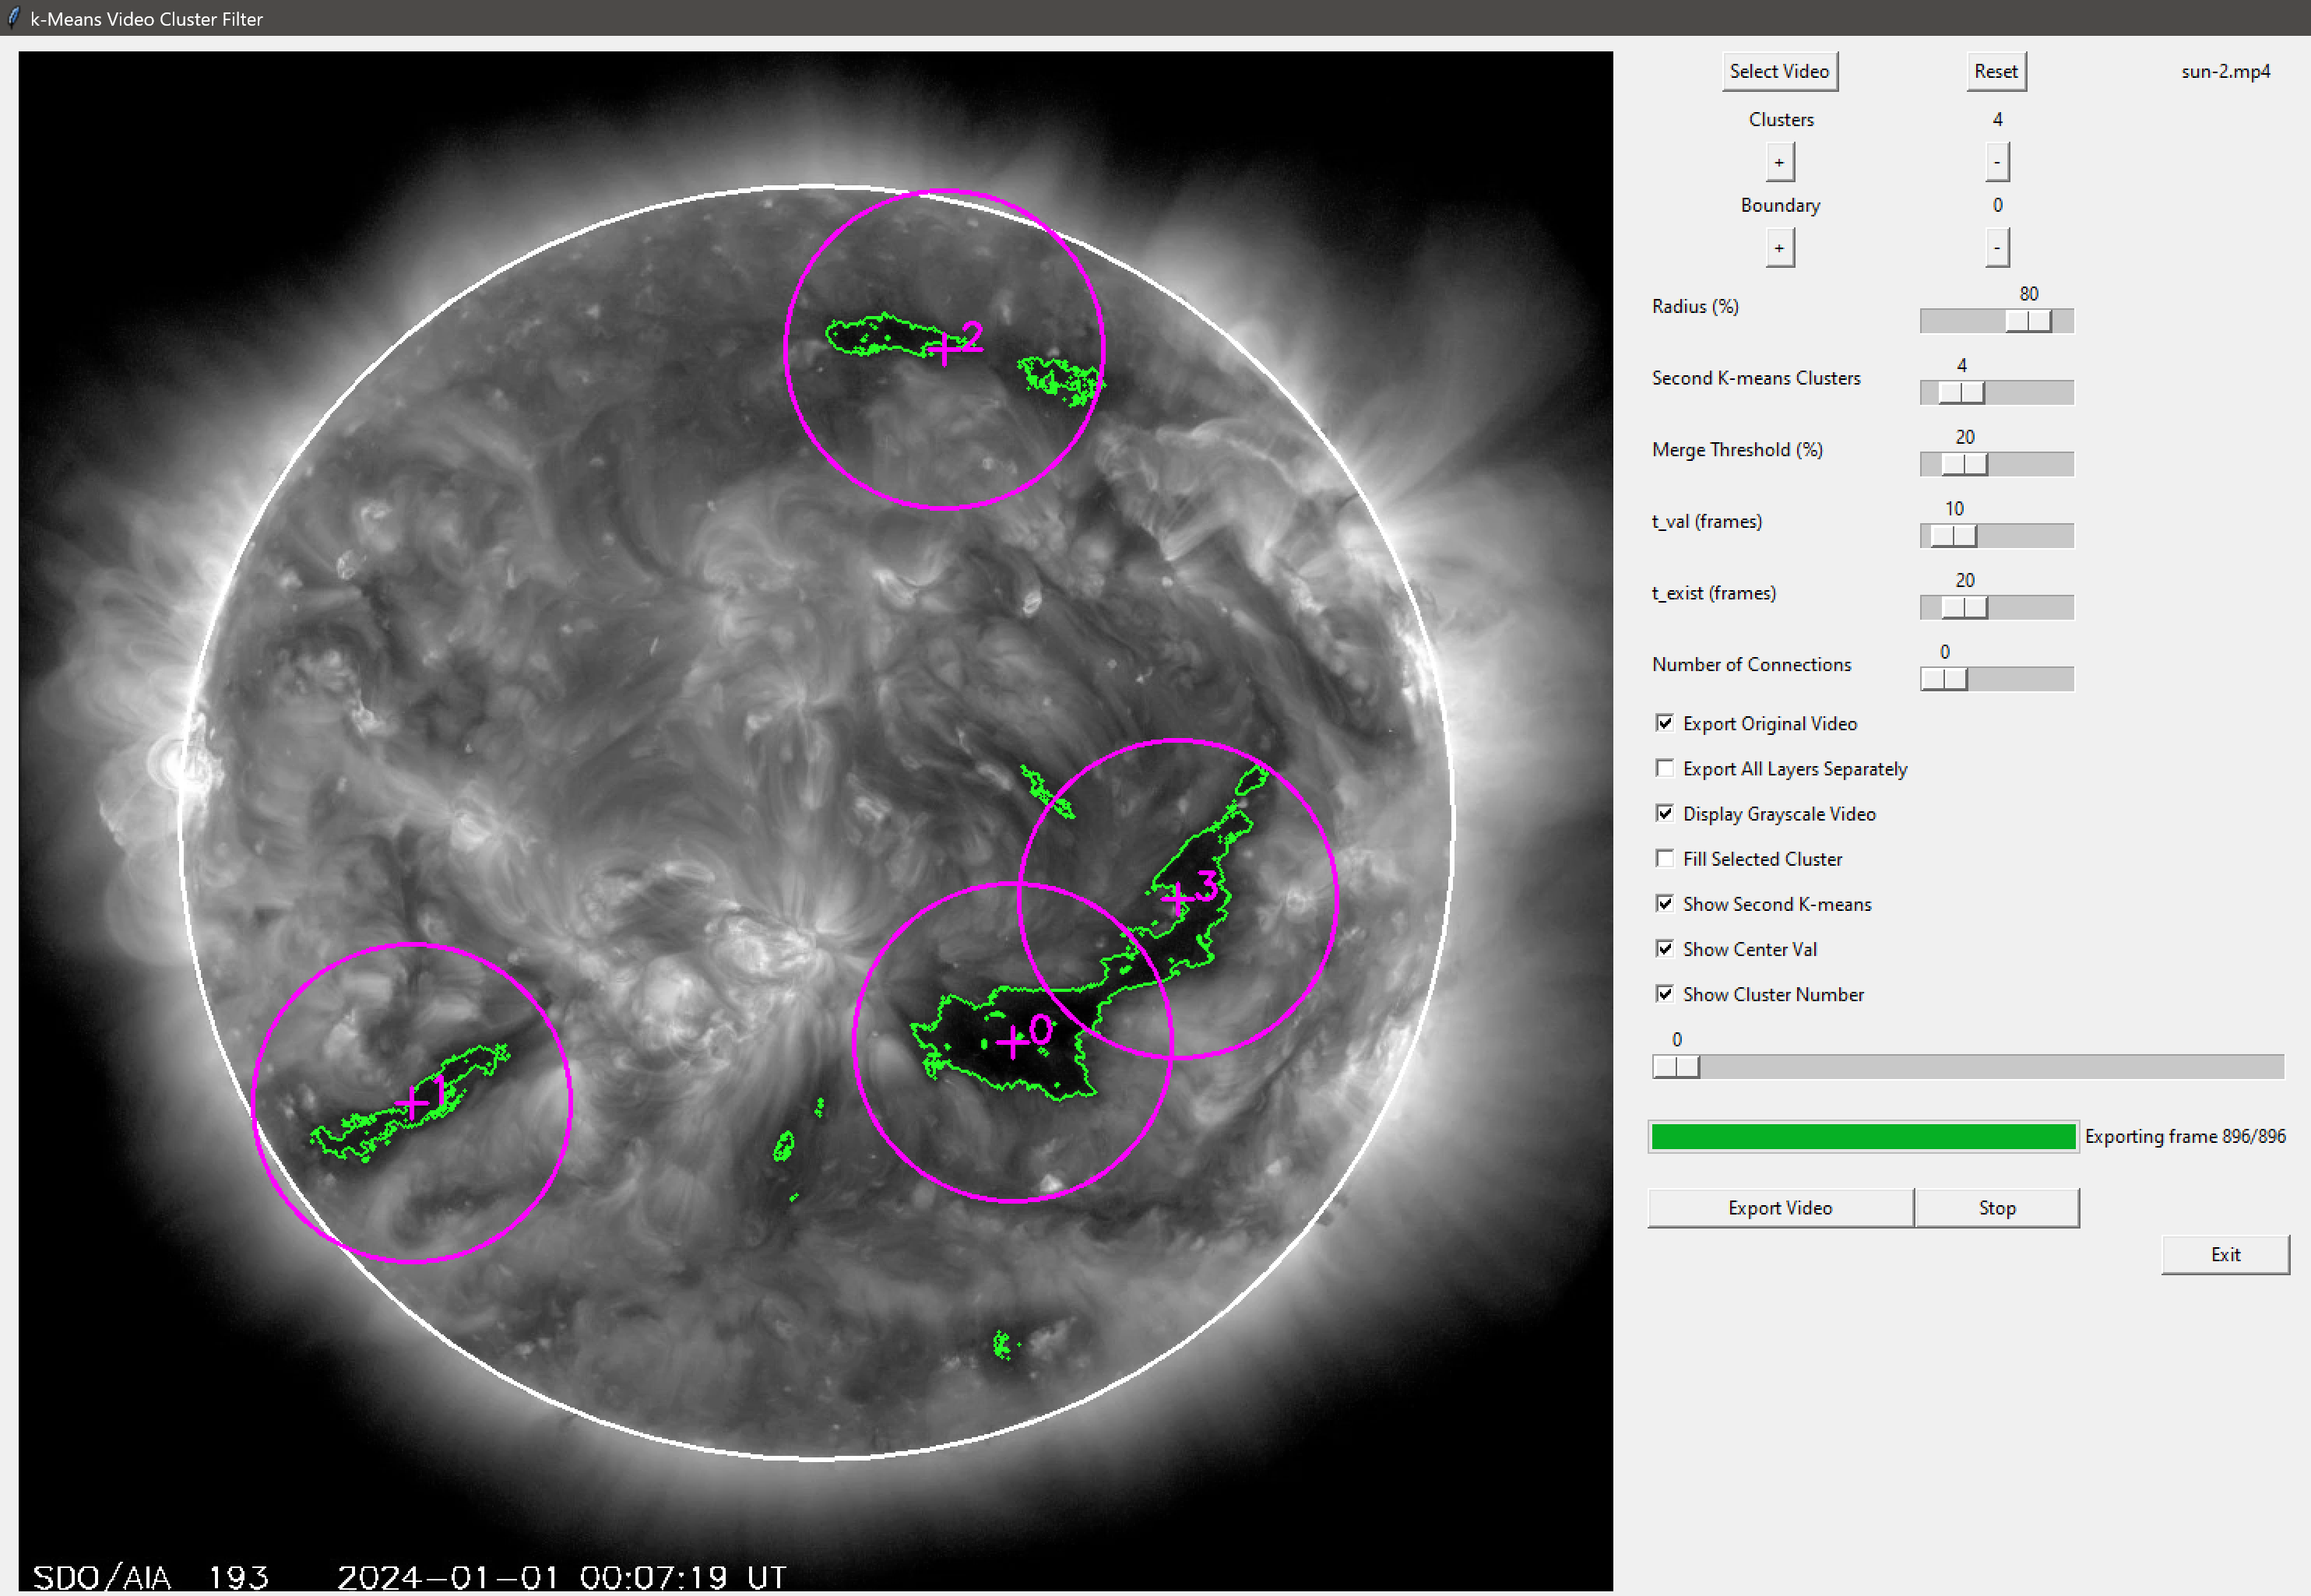 k-Means Video Cluster Filter
Select Video Reset sun-2.mp4
Clusters 4
+ -
Boundary 0
+ -
80
Radius (%)
4
Second K-means Clusters
20
Merge Threshold (%)
10
t_val (frames)
20
t_exist (frames)
0
Number of Connections
Export Original Video
Export All Layers Separately
Display Grayscale Video
Fill Selected Cluster
Show Second K-means
Show Center Val
Show Cluster Number
0
Exporting frame 896/896
Export Video Stop
Exit
2
3
0
1
SDO/AIA 193 2024-01-01 00:07:19 UT